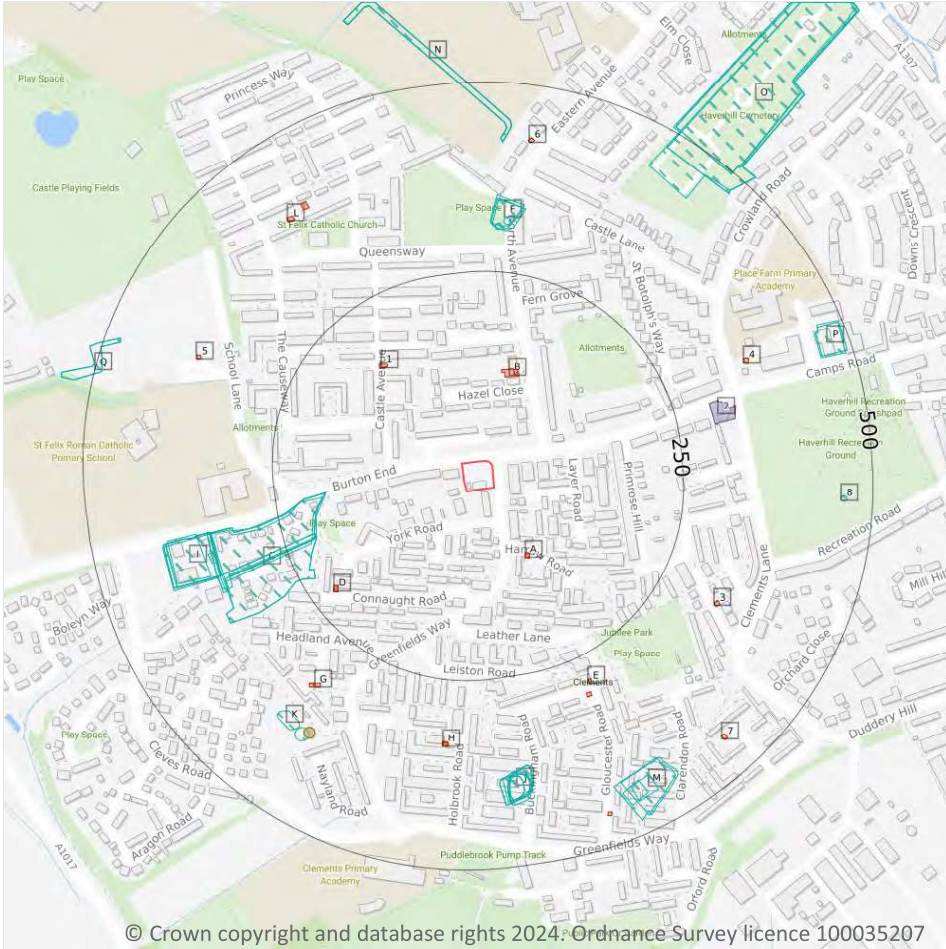 N
Elm Close
Allotments
A1307
Play Space
Princess Way
O
Haverhill Cemetery
Eastern Avenue
6
Castle Playing Fields
Crowland Road
Downs Crescent
L
St Felix Catholic Church
Play Space
F
Castle Lane
Queensway
St Botolph's Way
Place Farm Primary
Academy
Fern Grove
P
Q
5
School Lane
The Causeway
1
Castle Avenue
B
Allotments
4
Camps Road
Hazel Close
2
Haverhill Recreation
Ground
Haverhill
Ground
500
Allotments
St Felix Roman Catholic
Primary School
250
Burton End
Layer Road
Primrose Hill
8
Play Space
York Road
Recreation Road
I
A
D
Connaught Road
3
Clements Lane
Mill Hill
Boleyn Way
Headland Avenue
Greenfields Way
Leather Lane
Jubilee Park
Play Space
Orchard Close
Leiston Road
G
E
Clements
K
Duddery Hill
Play Space
Cleves Road
H
7
Nayland Road
Holbrook Road
Gloucester Road
M
Clarendon Road
Aragon Road
A1017
Greenfields Way
Puddlebrook Pump Track
Clements Primary
Academy
Orford Road
© Crown copyright and database rights 2024. Ordnance Survey licence 100035207